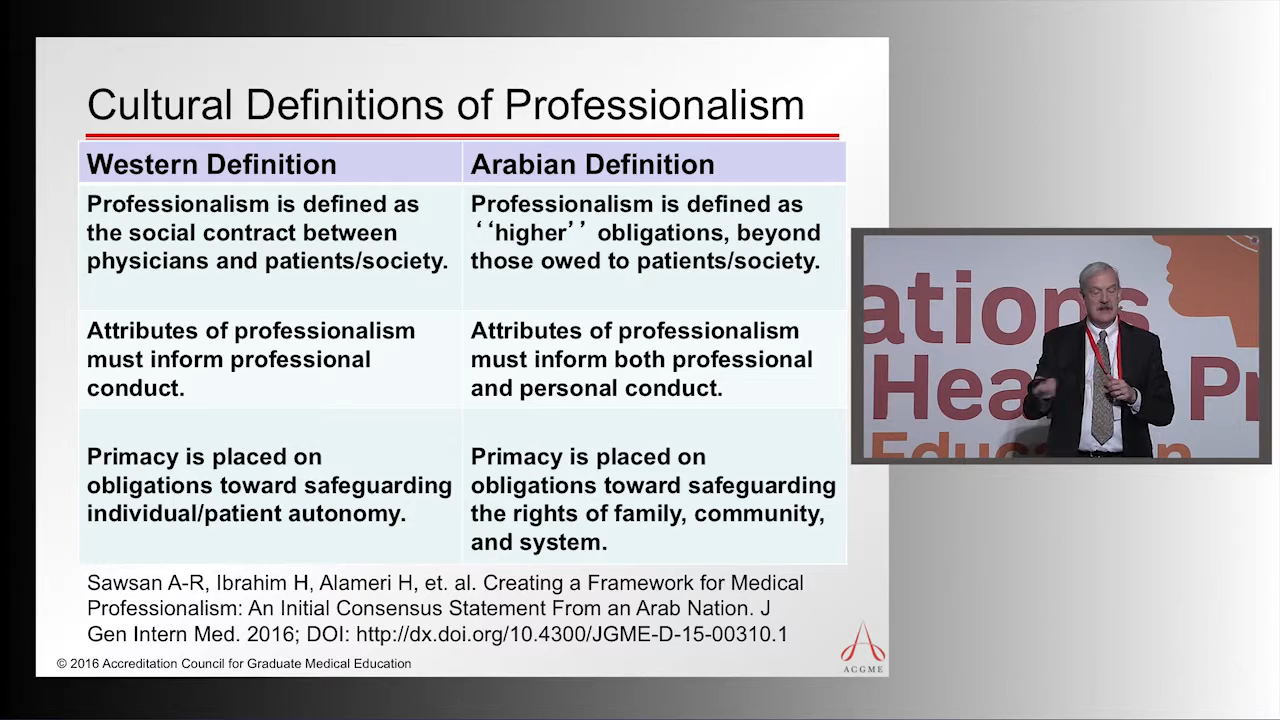 Cultural Definitions of Professionalism
Western Definition
Arabian Definition
Professionalism is defined as
the social contract between
physicians and patients/society.
Professionalism is defined as
‘‘higher’’ obligations, beyond
those owed to patients/society.
Attributes of professionalism
must inform professional
conduct.
Attributes of professionalism
must inform both professional
and personal conduct.
Primacy is placed on
obligations toward safeguarding
individual/patient autonomy.
Primacy is placed on
obligations toward safeguarding
the rights of family, community,
and system.
Sawsan A-R, Ibrahim H, Alameri H, et. al. Creating a Framework for Medical
Professionalism: An Initial Consensus Statement From an Arab Nation. J
Gen Intern Med. 2016; DOI: http://dx.doi.org/10.4300/JGME-D-15-00310.1
© 2016 Accreditation Council for Graduate Medical Education
ACGME
ations
Hea Pr
Educa n